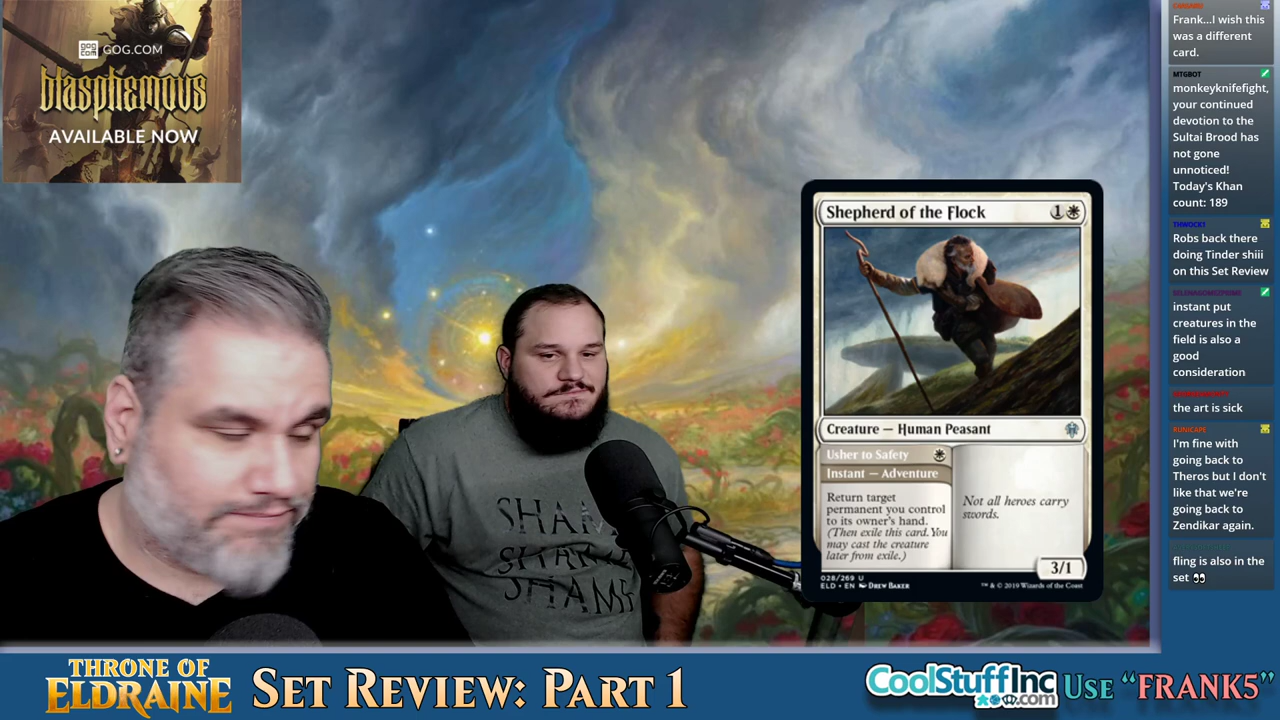 GOG.COM
blasphemous
AVAILABLE NOW
SHAME
SHAME
SHAME
Shepherd of the Flock 1
Creature — Human Peasant
Usher to Safety
Instant — Adventure
Return target
permanent you control
to its owner's hand.
(Then exile this card. You
may cast the creature
later from exile.)
Not all heroes carry
swords.
3/1
028/269 U
ELD • EN DREW BAKER
™ & © 2019 Wizards of the Coast
Frank...I wish this
was a different
card.
MTGBOT
monkeyknifefight,
your continued
devotion to the
Sultai Brood has
not gone
unnoticed!
Today's Khan
count: 189
THWOCK1
Robs back there
doing Tinder shiii
on this Set Review
instant put
creatures in the
field is also a
good
consideration
the art is sick
RUNICAPE
I'm fine with
going back to
Theros but I don't
like that we're
going back to
Zendikar again.
fling is also in the
set 👀
THRONE OF
ELDRAINE
SET REVIEW: PART 1
CoolStuffInc
.com
USE "FRANK5"